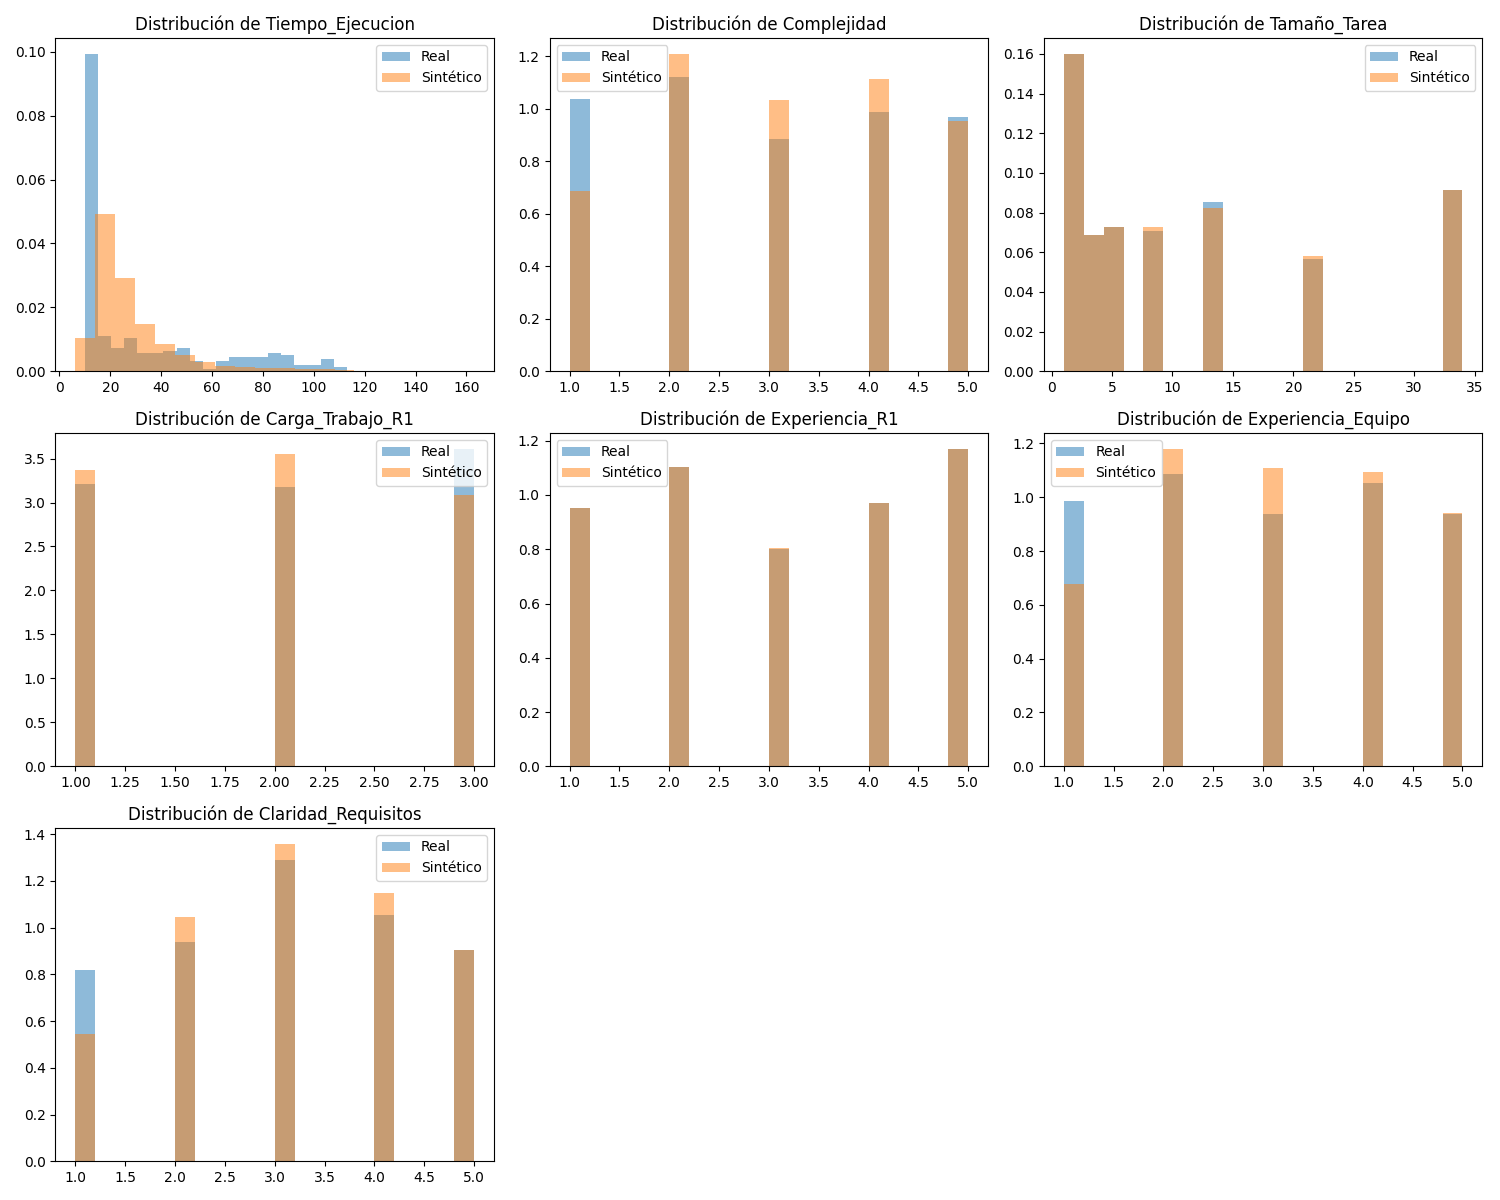 Distribución de Tiempo_Ejecucion
0.10
0.08
0.06
0.04
0.02
0.00
0 20 40 60 80 100 120 140 160
Real
Sintético
Distribución de Complejidad
1.2
1.0
0.8
0.6
0.4
0.2
0.0
1.0 1.5 2.0 2.5 3.0 3.5 4.0 4.5 5.0
Real
Sintético
Distribución de Tamaño_Tarea
0.16
0.14
0.12
0.10
0.08
0.06
0.04
0.02
0.00
0 5 10 15 20 25 30 35
Real
Sintético
Distribución de Carga_Trabajo_R1
3.5
3.0
2.5
2.0
1.5
1.0
0.5
0.0
1.00 1.25 1.50 1.75 2.00 2.25 2.50 2.75 3.00
Real
Sintético
Distribución de Experiencia_R1
1.2
1.0
0.8
0.6
0.4
0.2
0.0
1.0 1.5 2.0 2.5 3.0 3.5 4.0 4.5 5.0
Real
Sintético
Distribución de Experiencia_Equipo
1.2
1.0
0.8
0.6
0.4
0.2
0.0
1.0 1.5 2.0 2.5 3.0 3.5 4.0 4.5 5.0
Real
Sintético
Distribución de Claridad_Requisitos
1.4
1.2
1.0
0.8
0.6
0.4
0.2
0.0
1.0 1.5 2.0 2.5 3.0 3.5 4.0 4.5 5.0
Real
Sintético